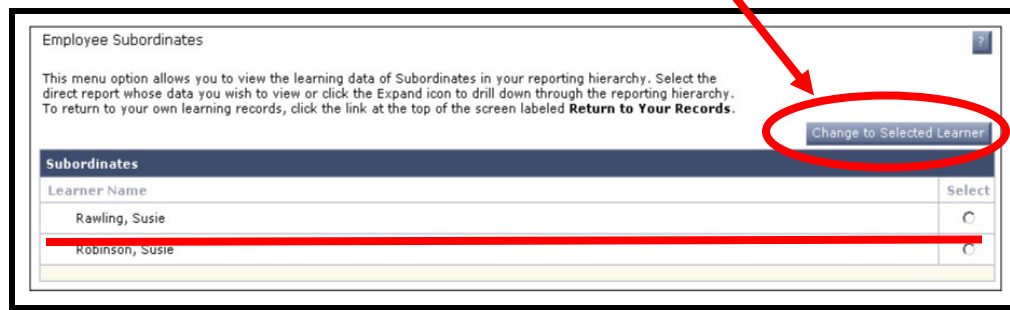 Employee Subordinates
?
This menu option allows you to view the learning data of Subordinates in your reporting hierarchy. Select the
direct report whose data you wish to view or click the Expand icon to drill down through the reporting hierarchy.
To return to your own learning records, click the link at the top of the screen labeled Return to Your Records.
Change to Selected Learner
Subordinates
Learner Name Select
Rawling, Susie
Robinson, Susie